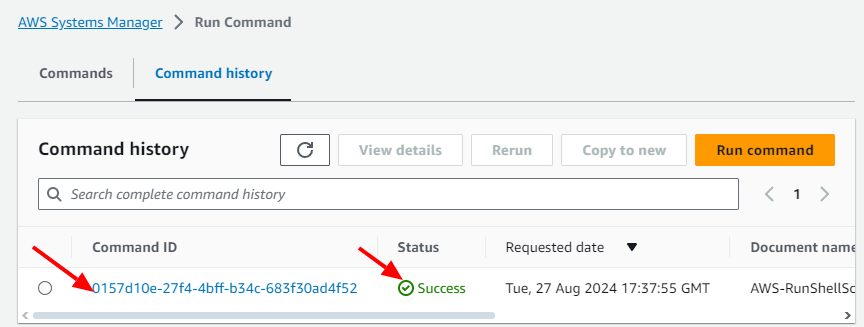 AWS Systems Manager > Run Command
Commands Command history
Command history View details Rerun Copy to new Run command
Search complete command history 1
Command ID Status Requested date Document name
0157d10e-27f4-4bff-b34c-683f30ad4f52 Success Tue, 27 Aug 2024 17:37:55 GMT AWS-RunShellSc